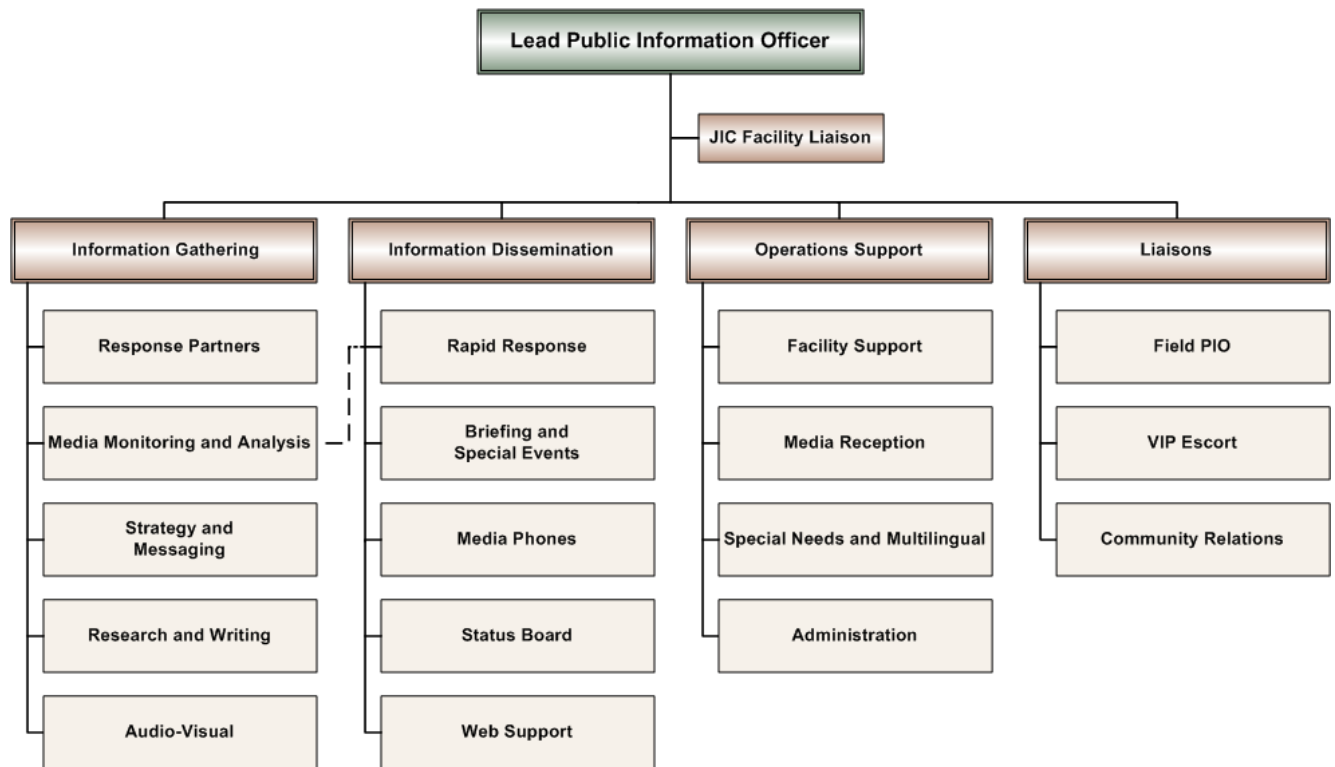 Lead Public Information Officer
JIC Facility Liaison
Information Gathering
Response Partners
Media Monitoring and Analysis
Strategy and
Messaging
Research and Writing
Audio-Visual
Information Dissemination
Rapid Response
Briefing and
Special Events
Media Phones
Status Board
Web Support
Operations Support
Facility Support
Media Reception
Special Needs and Multilingual
Administration
Liaisons
Field PIO
VIP Escort
Community Relations